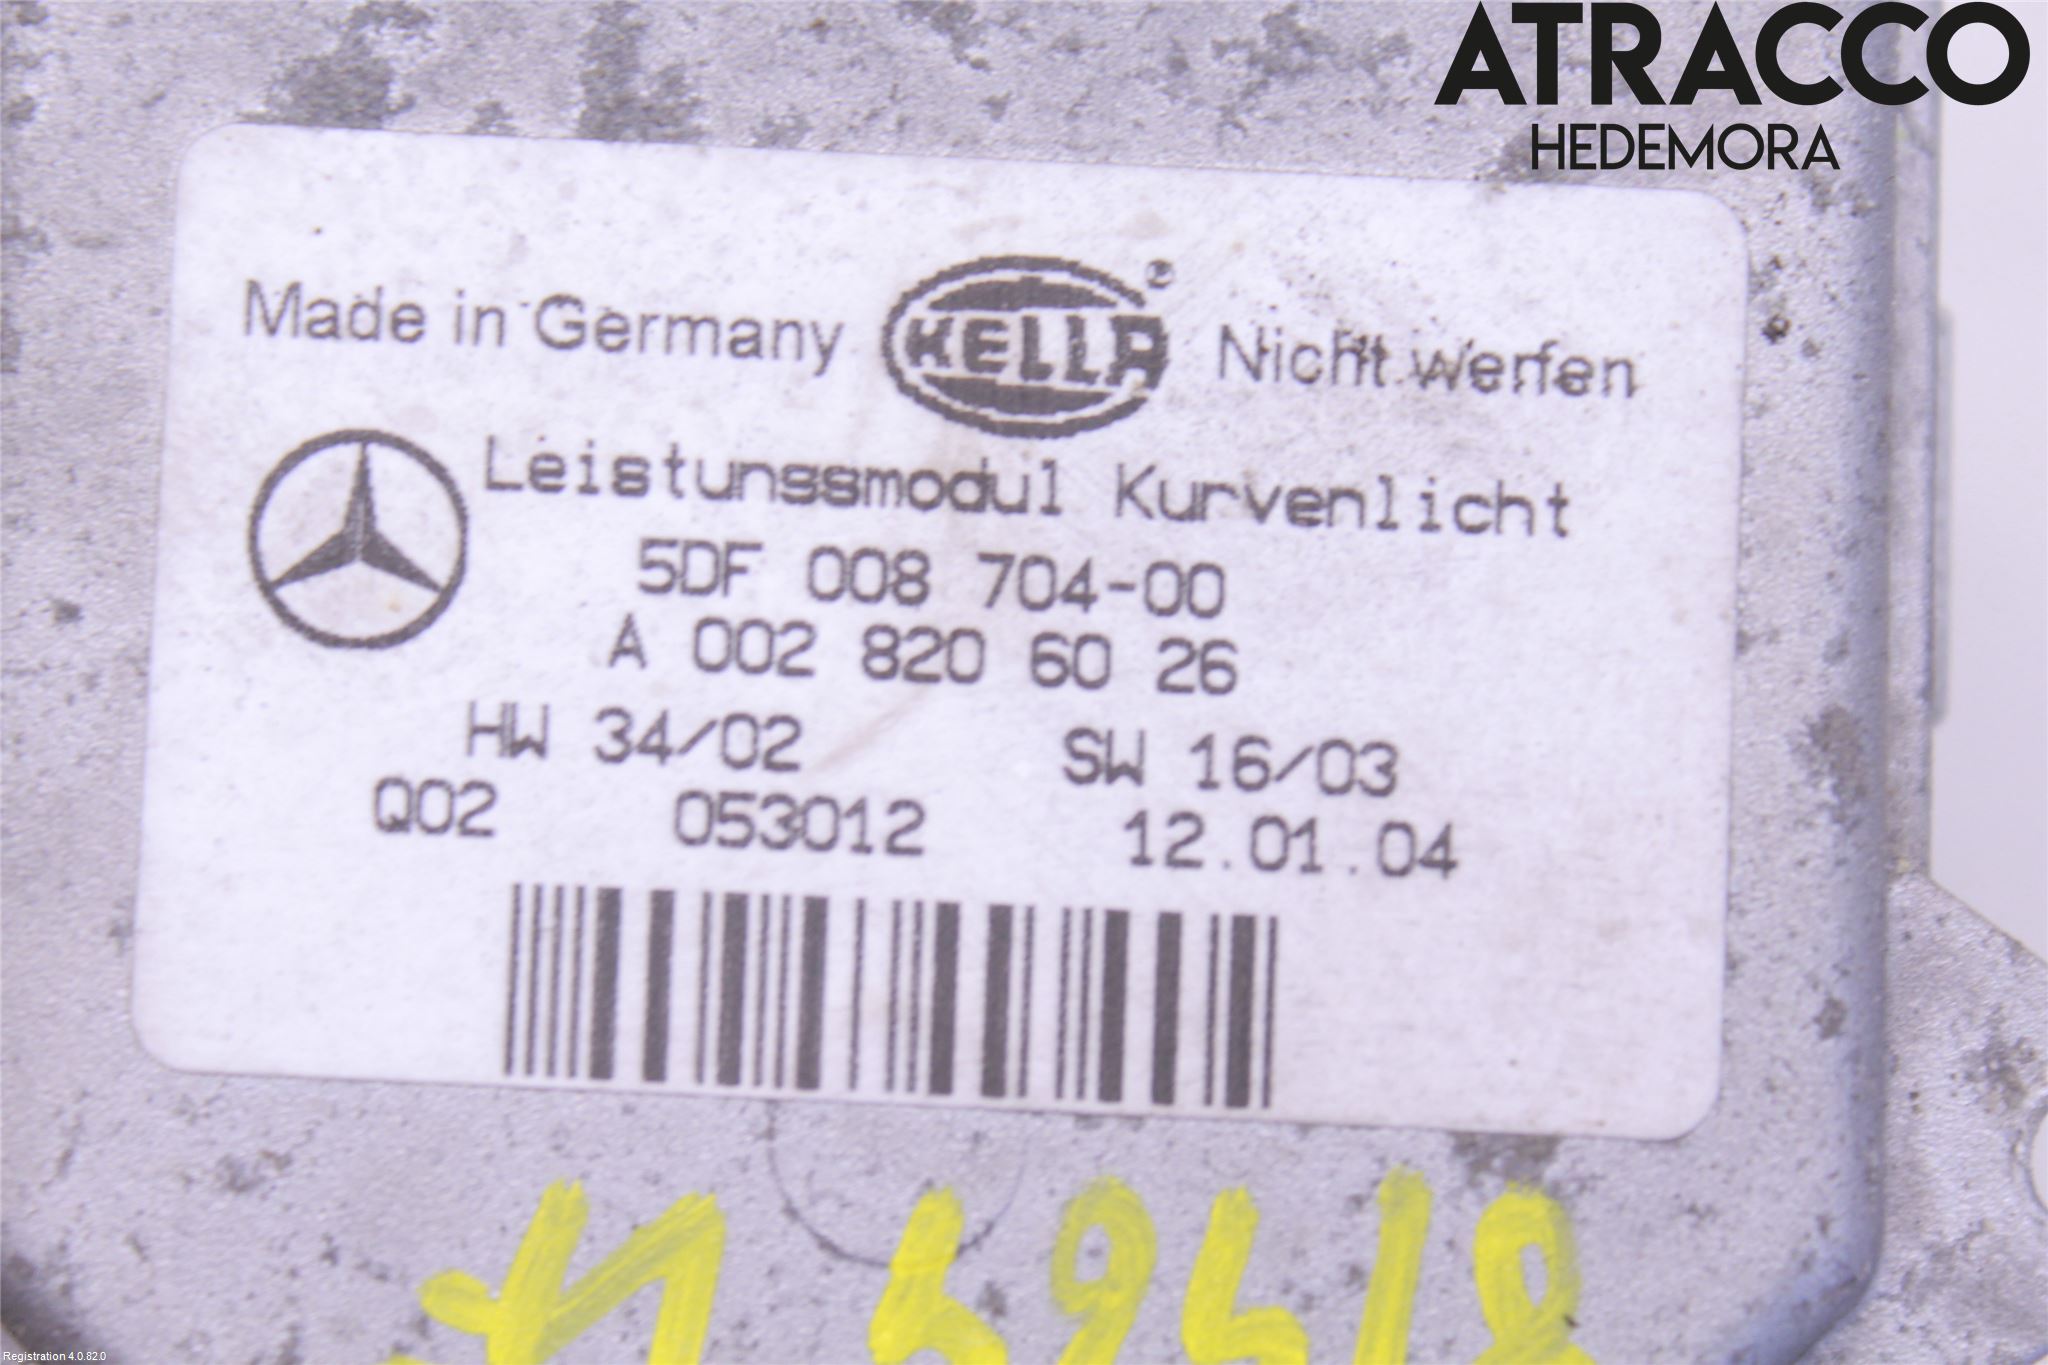 ATRACCO
HEDEMORA
Made in Germany HELLA ® Nicht werfen
Leistungsmodul Kurvenlicht
5DF 008 704-00
A 002 820 60 26
HW 34/02 SW 16/03
Q02 053012 12.01.04
Registration 4.0.82.0